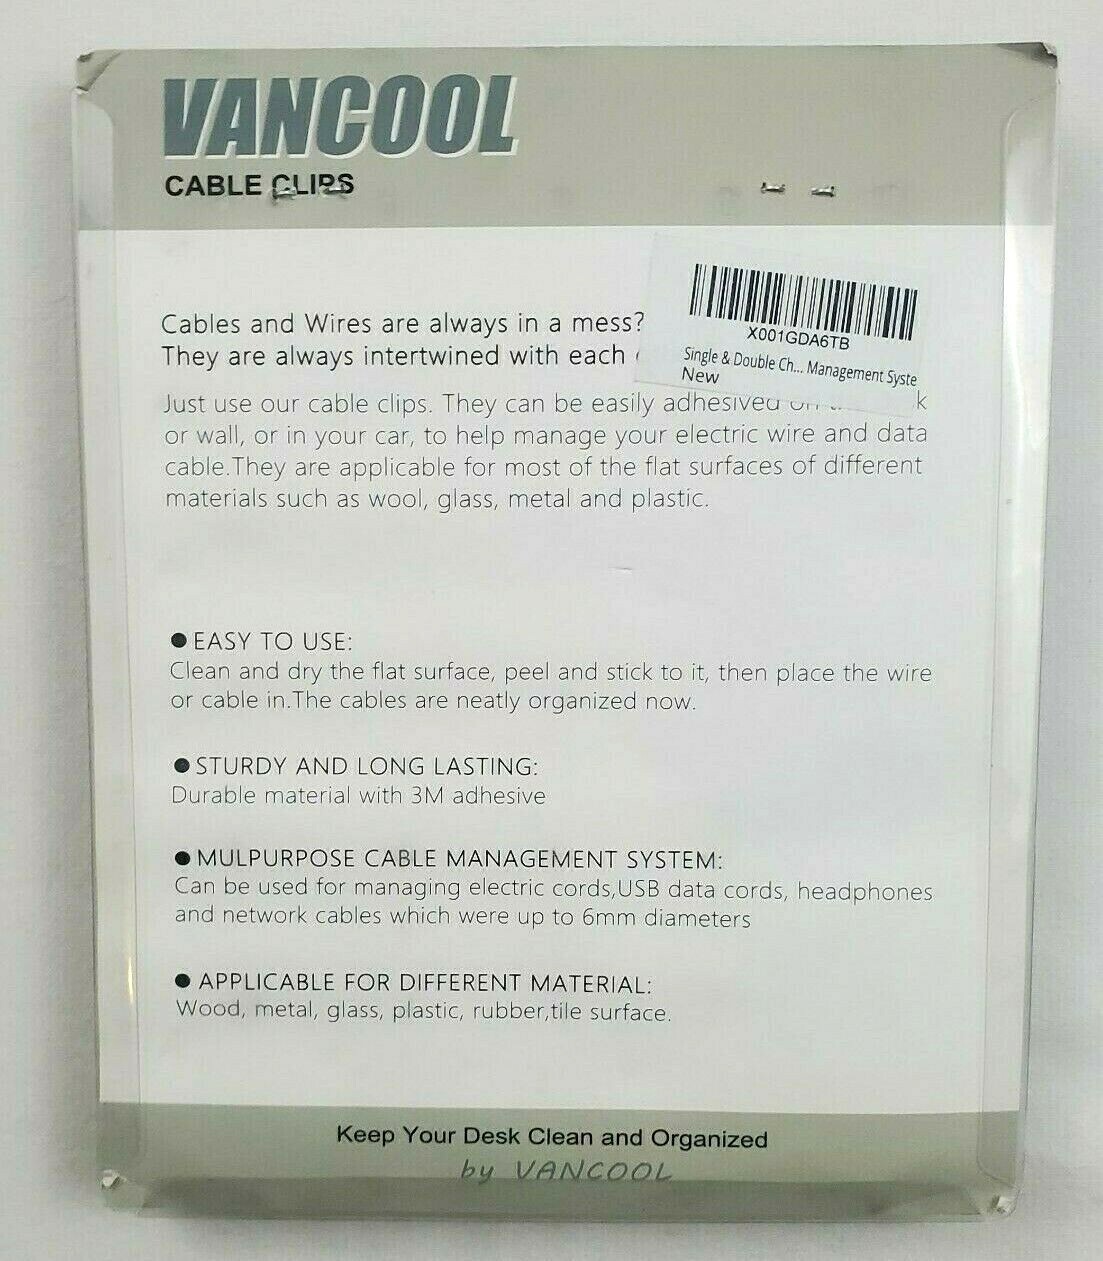 VANCOOL
CABLE CLIPS
Cables and Wires are always in a mess?
They are always intertwined with each
X001GDA6TB
Single & Double Ch... Management Syste
New
Just use our cable clips. They can be easily adhesived
or wall, or in your car, to help manage your electric wire and data
cable.They are applicable for most of the flat surfaces of different
materials such as wool, glass, metal and plastic.
●EASY TO USE:
Clean and dry the flat surface, peel and stick to it, then place the wire
or cable in.The cables are neatly organized now.
●STURDY AND LONG LASTING:
Durable material with 3M adhesive
●MULPURPOSE CABLE MANAGEMENT SYSTEM:
Can be used for managing electric cords,USB data cords, headphones
and network cables which were up to 6mm diameters
●APPLICABLE FOR DIFFERENT MATERIAL:
Wood, metal, glass, plastic, rubber,tile surface.
Keep Your Desk Clean and Organized
by VANCOOL